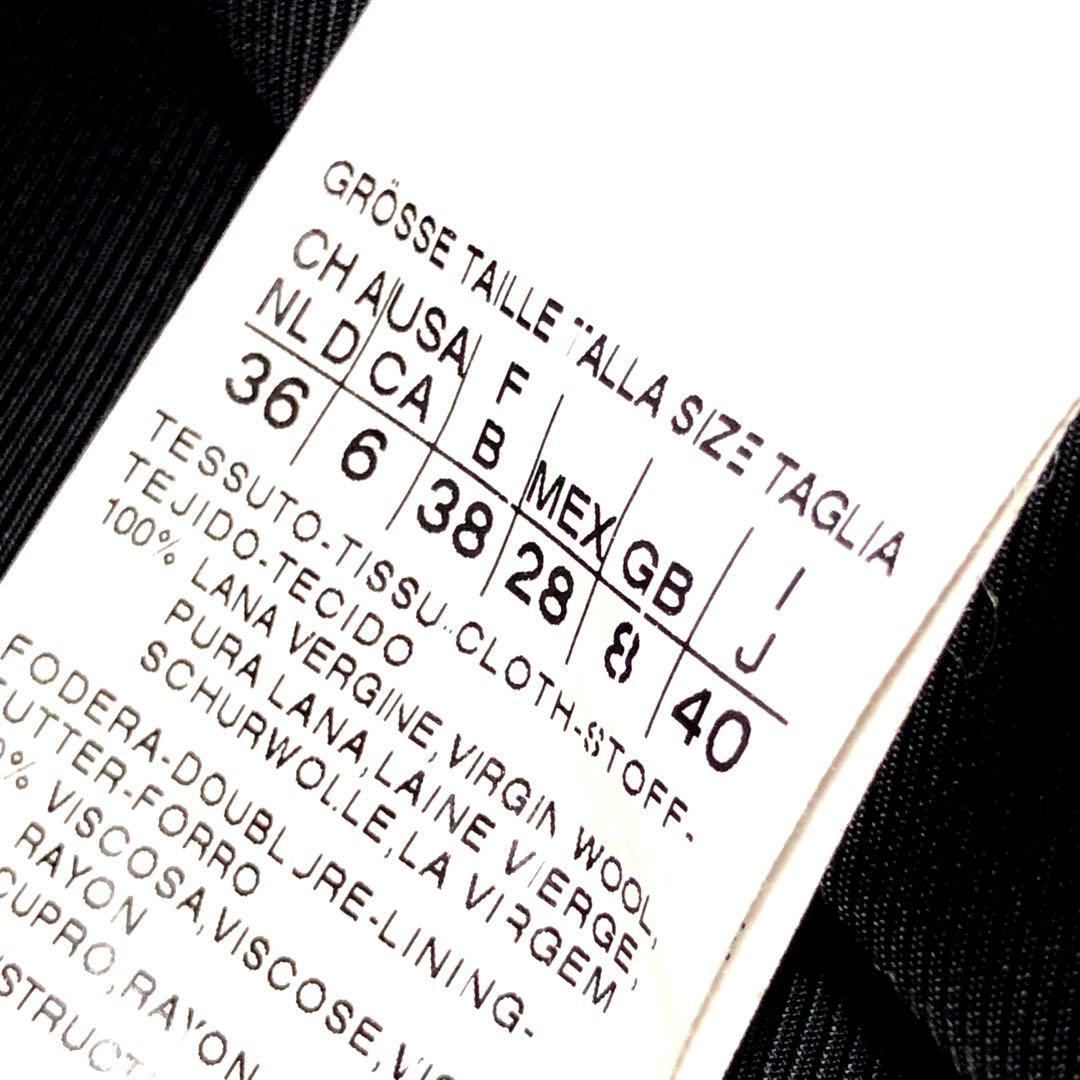 GRÖSSE TAILLE TALLA SIZE TAGLIA
CH A USA F I
NL D CA B MEX GB J
36 6 38 28 8 40
TESSUTO-TISSU-CLOTH-STOFF-
TEJIDO-TECIDO
100% LANA VERGINE,VIRGIN WOOL,
PURA LANA,LAINE VIERGE,
SCHURWOLLE,LA VIRGEM
FODERA-DOUBLURE-LINING-
FUTTER-FORRO
% VISCOSA,VISCOSE,
RAYON
CUPRO,RAYON